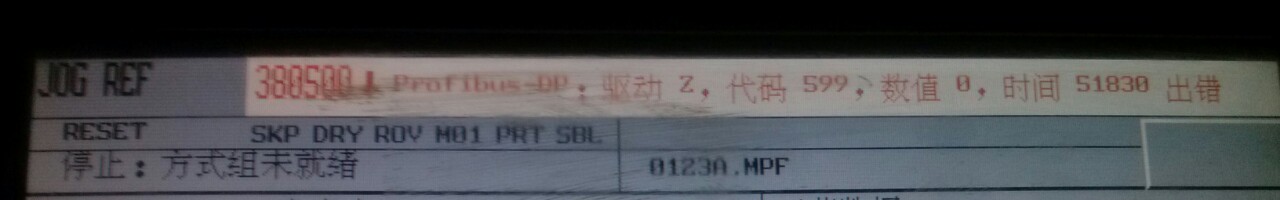 JOG REF
380500 Profibus-DP：驱动 Z，代码 599，数值 0，时间 51830 出错
RESET SKP DRY ROV M01 PRT SBL
停止：方式组未就绪 0123A.MPF